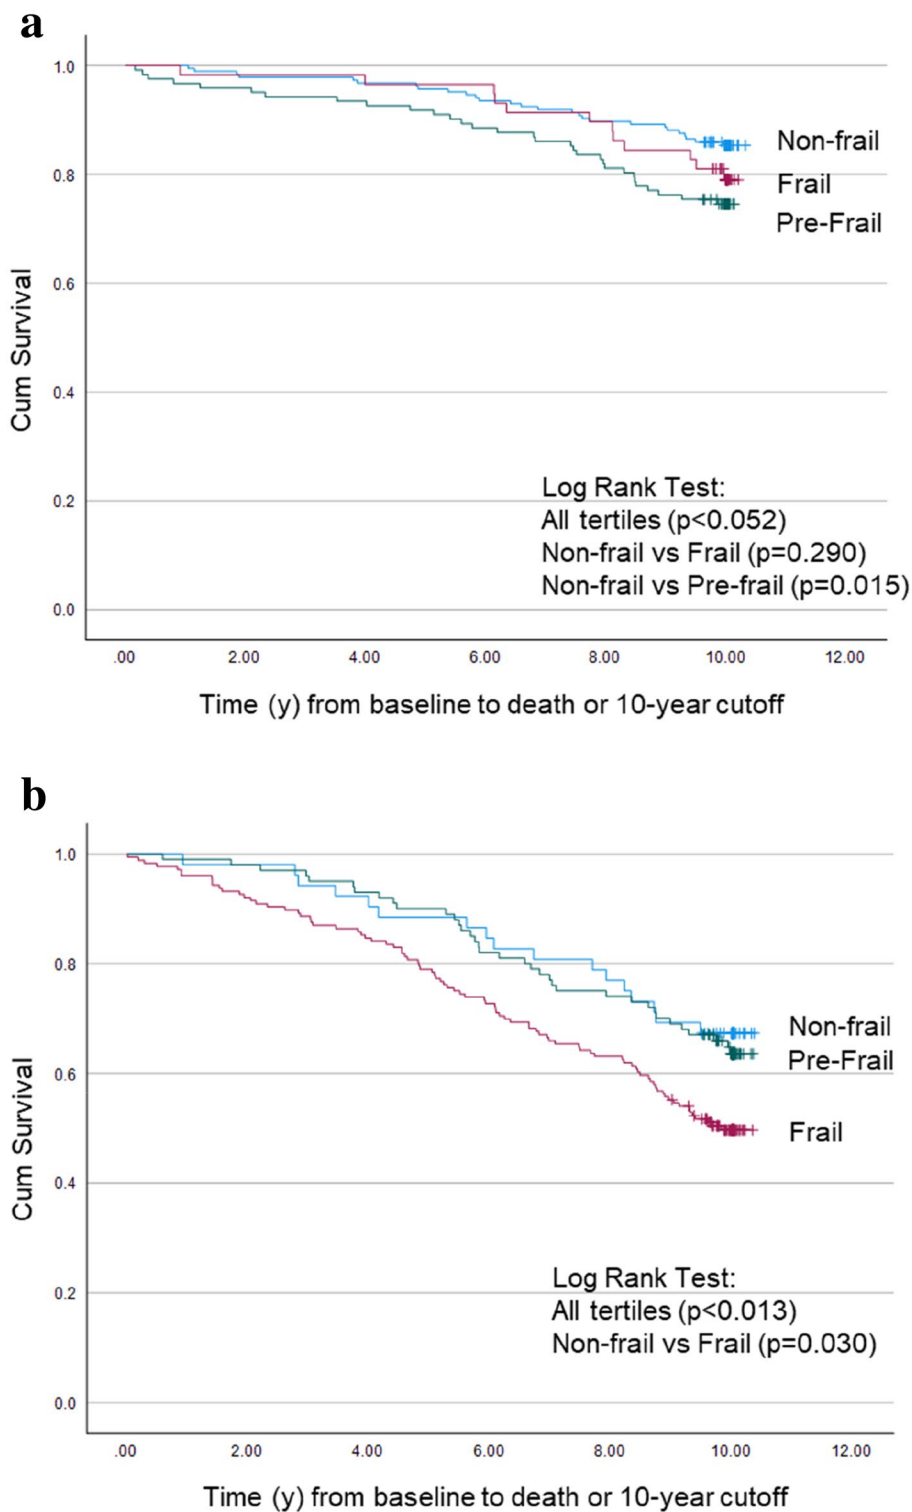 a
1.0
Non-frail
0.8
Frail
Pre-Frail
0.6
Cum Survival
0.4
Log Rank Test:
0.2
All tertiles (p<0.052)
Non-frail vs Frail (p=0.290)
Non-frail vs Pre-frail (p=0.015)
0.0
.00 2.00 4.00 6.00 8.00 10.00 12.00
Time (y) from baseline to death or 10-year cutoff
b
1.0
0.8
Non-frail
Pre-Frail
0.6
Frail
Cum Survival
0.4
Log Rank Test:
0.2
All tertiles (p<0.013)
Non-frail vs Frail (p=0.030)
0.0
.00 2.00 4.00 6.00 8.00 10.00 12.00
Time (y) from baseline to death or 10-year cutoff